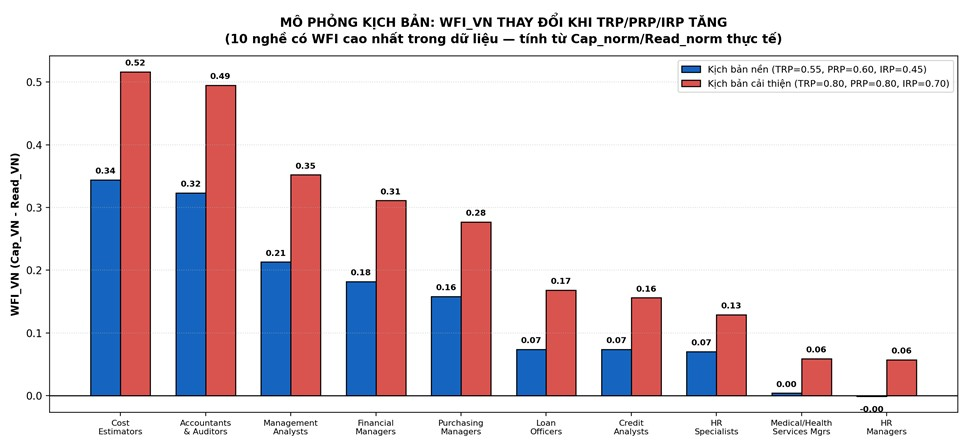 MÔ PHỎNG KỊCH BẢN: WFI_VN THAY ĐỔI KHI TRP/PRP/IRP TĂNG
(10 nghề có WFI cao nhất trong dữ liệu — tính từ Cap_norm/Read_norm thực tế)
Kịch bản nền (TRP=0.55, PRP=0.60, IRP=0.45)
Kịch bản cải thiện (TRP=0.80, PRP=0.80, IRP=0.70)
WFI_VN (Cap_VN - Read_VN)
0.5
0.4
0.3
0.2
0.1
0.0
0.34
0.52
0.32
0.49
0.21
0.35
0.18
0.31
0.16
0.28
0.07
0.17
0.07
0.16
0.07
0.13
0.00
0.06
-0.00
0.06
Cost
Estimators
Accountants
& Auditors
Management
Analysts
Financial
Managers
Purchasing
Managers
Loan
Officers
Credit
Analysts
HR
Specialists
Medical/Health
Services Mgrs
HR
Managers